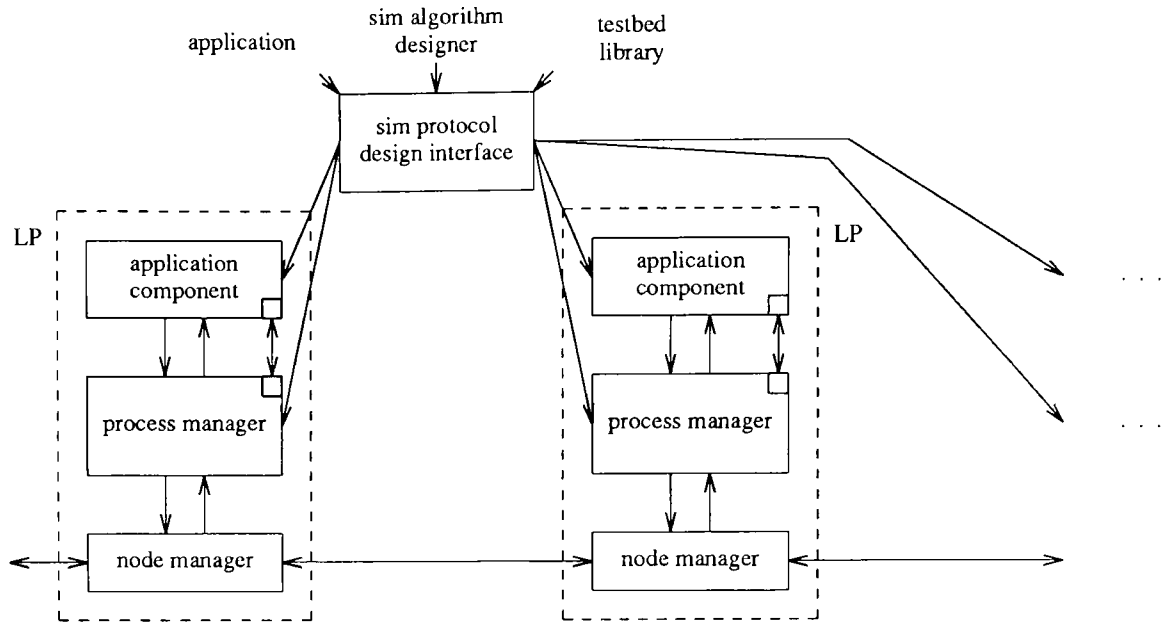 application
sim algorithm
designer
testbed
library
sim protocol
design interface
LP
application
component
process manager
node manager
LP
application
component
process manager
node manager
. . .
. . .